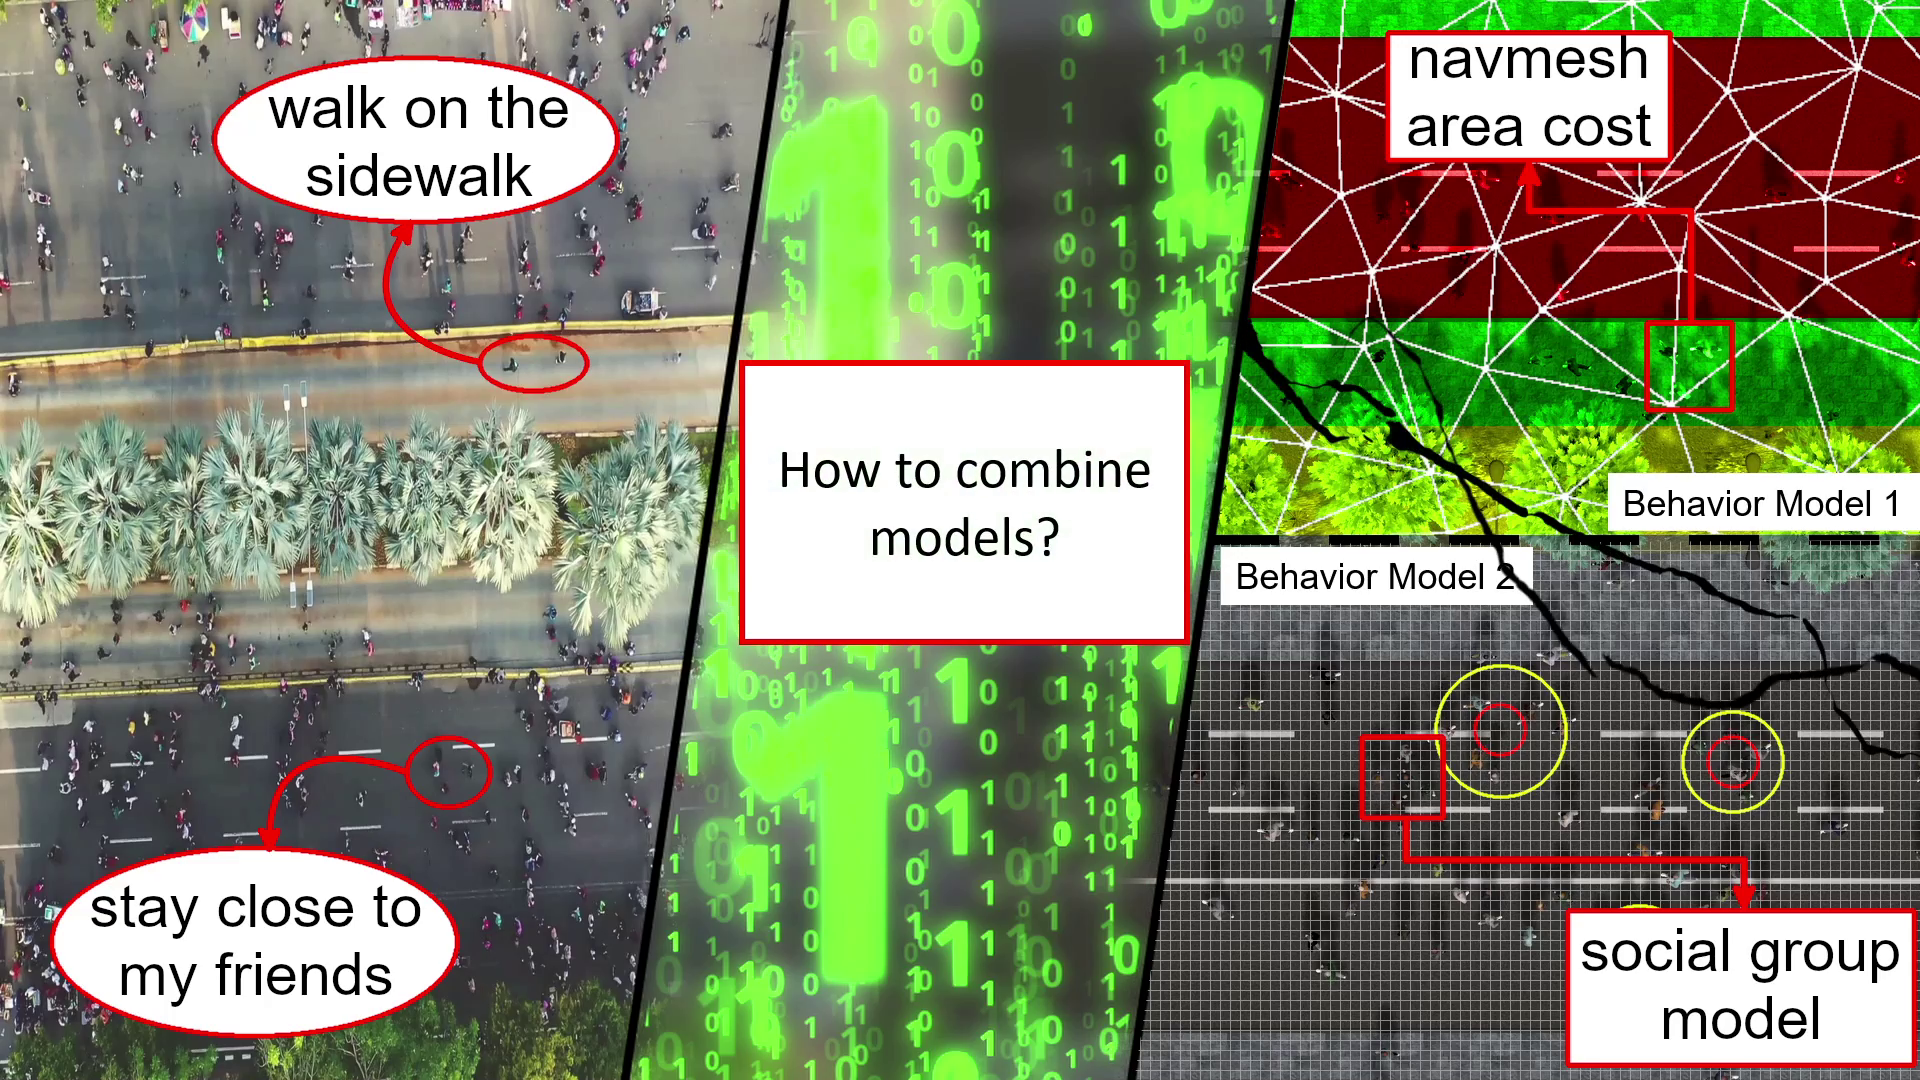 walk on the
sidewalk
stay close to
my friends
How to combine
models?
navmesh
area cost
Behavior Model 1
Behavior Model 2
social group
model